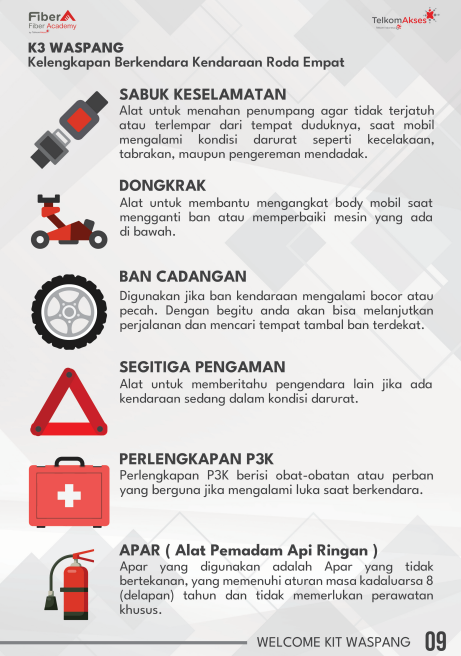 FiberA
Fiber Academy
TelkomAkses
K3 WASPANG
Kelengkapan Berkendara Kendaraan Roda Empat
SABUK KESELAMATAN
Alat untuk menahan penumpang agar tidak terjatuh
atau terlempar dari tempat duduknya, saat mobil
mengalami kondisi darurat seperti kecelakaan,
tabrakan, maupun pengereman mendadak.
DONGKRAK
Alat untuk membantu mengangkat body mobil saat
mengganti ban atau memperbaiki mesin yang ada
di bawah.
BAN CADANGAN
Digunakan jika ban kendaraan mengalami bocor atau
pecah. Dengan begitu anda akan bisa melanjutkan
perjalanan dan mencari tempat tambal ban terdekat.
SEGITIGA PENGAMAN
Alat untuk memberitahu pengendara lain jika ada
kendaraan sedang dalam kondisi darurat.
PERLENGKAPAN P3K
Perlengkapan P3K berisi obat-obatan atau perban
yang berguna jika mengalami luka saat berkendara.
APAR ( Alat Pemadam Api Ringan )
Apar yang digunakan adalah Apar yang tidak
bertekanan, yang memenuhi aturan masa kadaluarsa 8
(delapan) tahun dan tidak memerlukan perawatan
khusus.
WELCOME KIT WASPANG 09